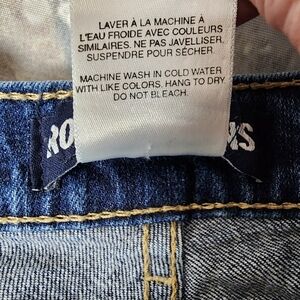 LAVER À LA MACHINE À
L'EAU FROIDE AVEC COULEURS
SIMILAIRES. NE PAS JAVELLISER.
SUSPENDRE POUR SÉCHER.
MACHINE WASH IN COLD WATER
WITH LIKE COLORS. HANG TO DRY
DO NOT BLEACH.